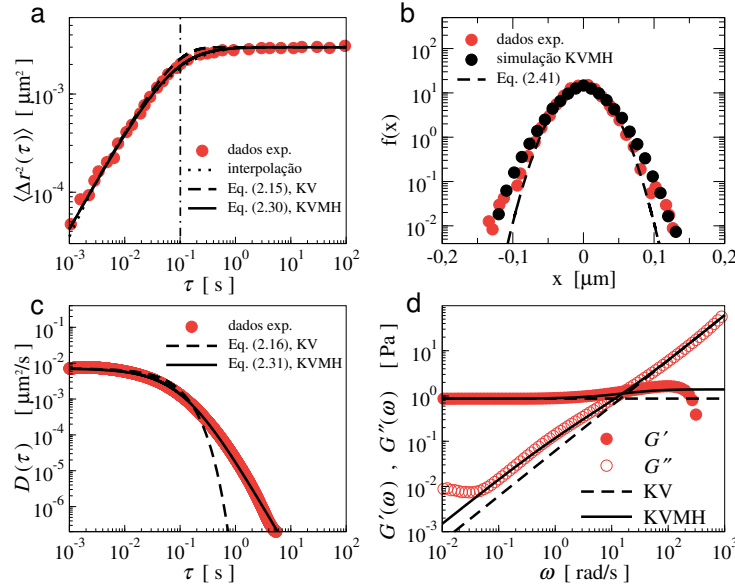 a
⟨Δr²(τ)⟩ [ μm² ]
10⁻³
10⁻⁴
dados exp.
interpolação
Eq. (2.15), KV
Eq. (2.30), KVMH
10⁻³ 10⁻² 10⁻¹ 10⁰ 10¹ 10²
τ [ s ]
b
f(x)
10²
10¹
10⁰
10⁻¹
10⁻²
dados exp.
simulação KVMH
Eq. (2.41)
-0,2 -0,1 0 0,1 0,2
x [μm]
c
D(τ) [ μm²/s ]
10⁻¹
10⁻²
10⁻³
10⁻⁴
10⁻⁵
10⁻⁶
dados exp.
Eq. (2.16), KV
Eq. (2.31), KVMH
10⁻³ 10⁻² 10⁻¹ 10⁰ 10¹ 10²
τ [ s ]
d
G′(ω) , G″(ω) [ Pa ]
10²
10¹
10⁰
10⁻¹
10⁻²
10⁻³
G′
G″
KV
KVMH
10⁻² 10⁻¹ 10⁰ 10¹ 10² 10³
ω [ rad/s ]